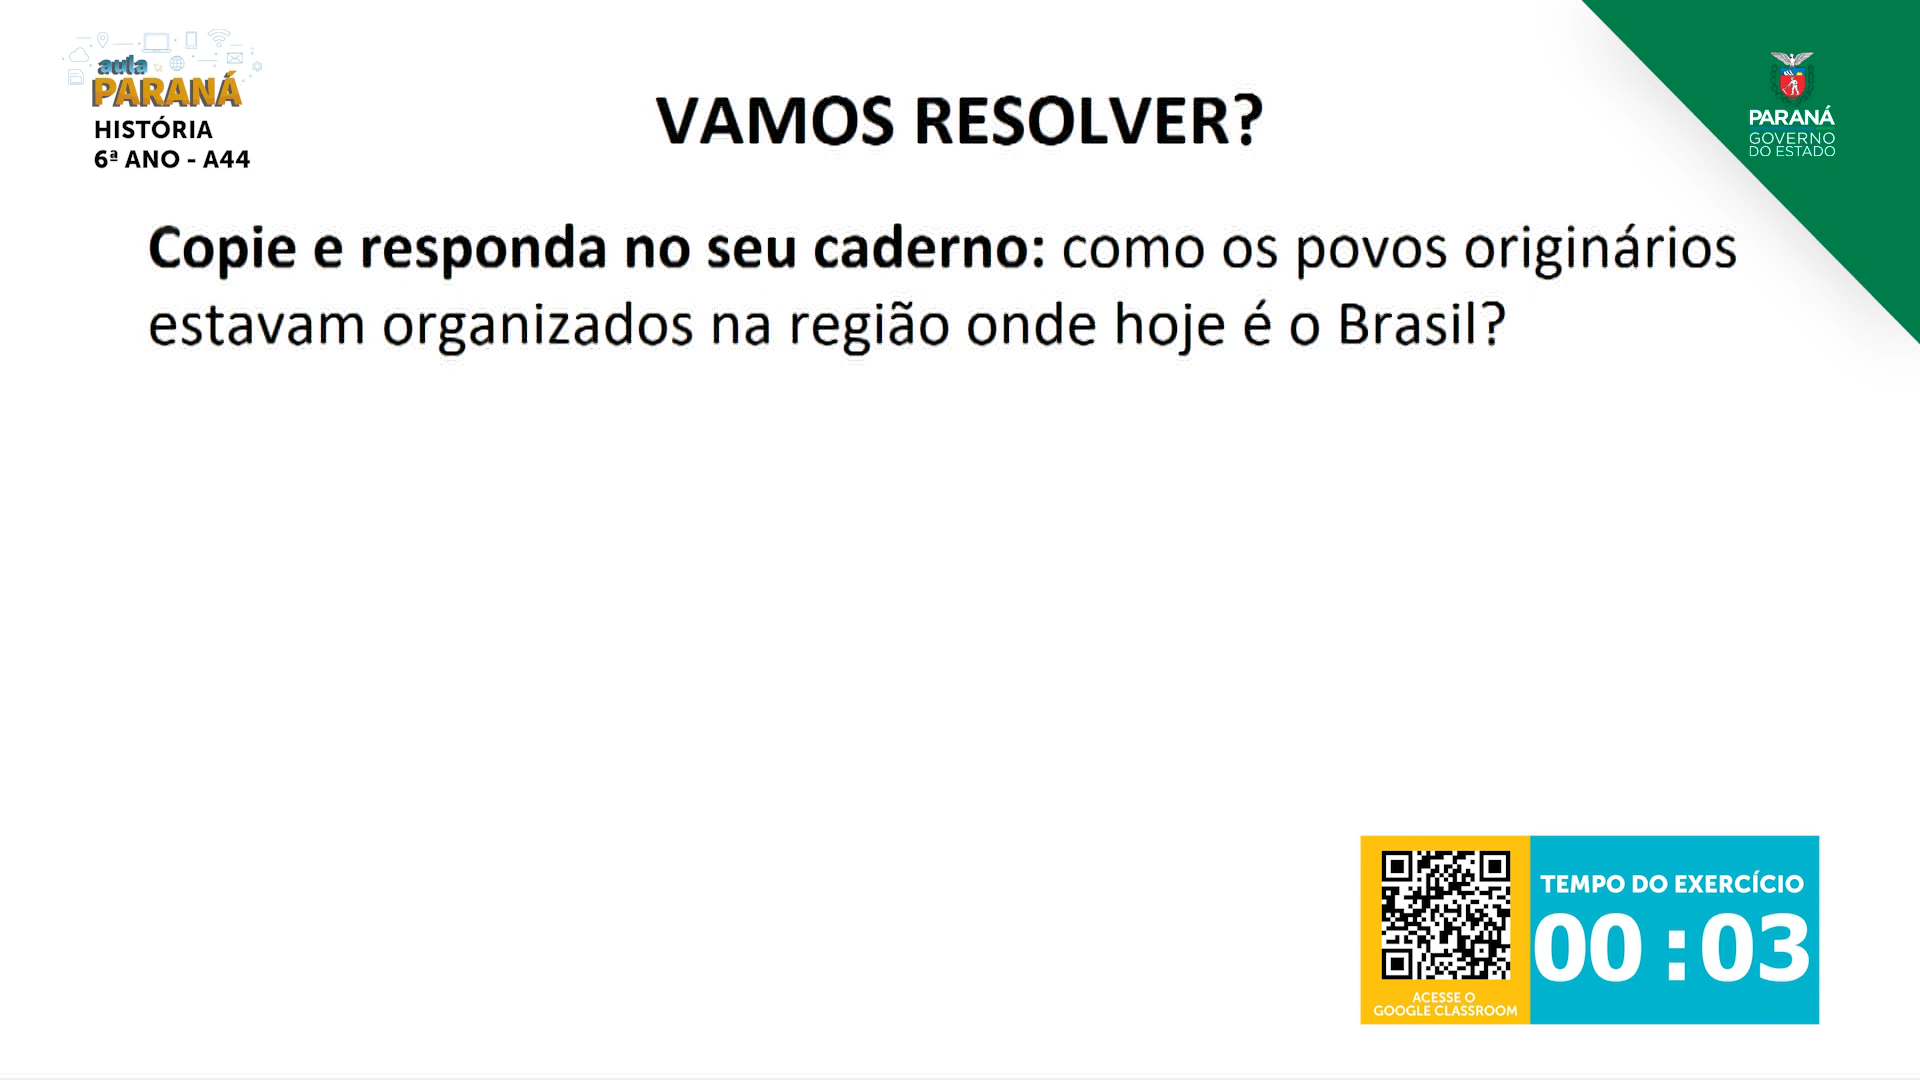 aula
PARANÁ
HISTÓRIA
6ª ANO - A44
VAMOS RESOLVER?
PARANÁ
GOVERNO
DO ESTADO
Copie e responda no seu caderno: como os povos originários
estavam organizados na região onde hoje é o Brasil?
TEMPO DO EXERCÍCIO
00 : 03
ACESSE O
GOOGLE CLASSROOM